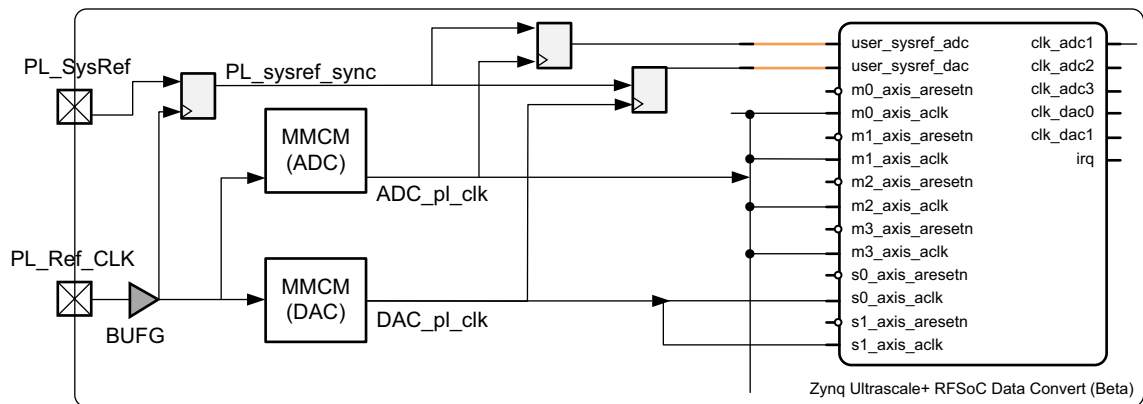 PL_SysRef
PL_sysref_sync
MMCM
(ADC)
ADC_pl_clk
PL_Ref_CLK
BUFG
MMCM
(DAC)
DAC_pl_clk
user_sysref_adc
user_sysref_dac
m0_axis_aresetn
m0_axis_aclk
m1_axis_aresetn
m1_axis_aclk
m2_axis_aresetn
m2_axis_aclk
m3_axis_aresetn
m3_axis_aclk
s0_axis_aresetn
s0_axis_aclk
s1_axis_aresetn
s1_axis_aclk
clk_adc1
clk_adc2
clk_adc3
clk_dac0
clk_dac1
irq
Zynq Ultrascale+ RFSoC Data Convert (Beta)